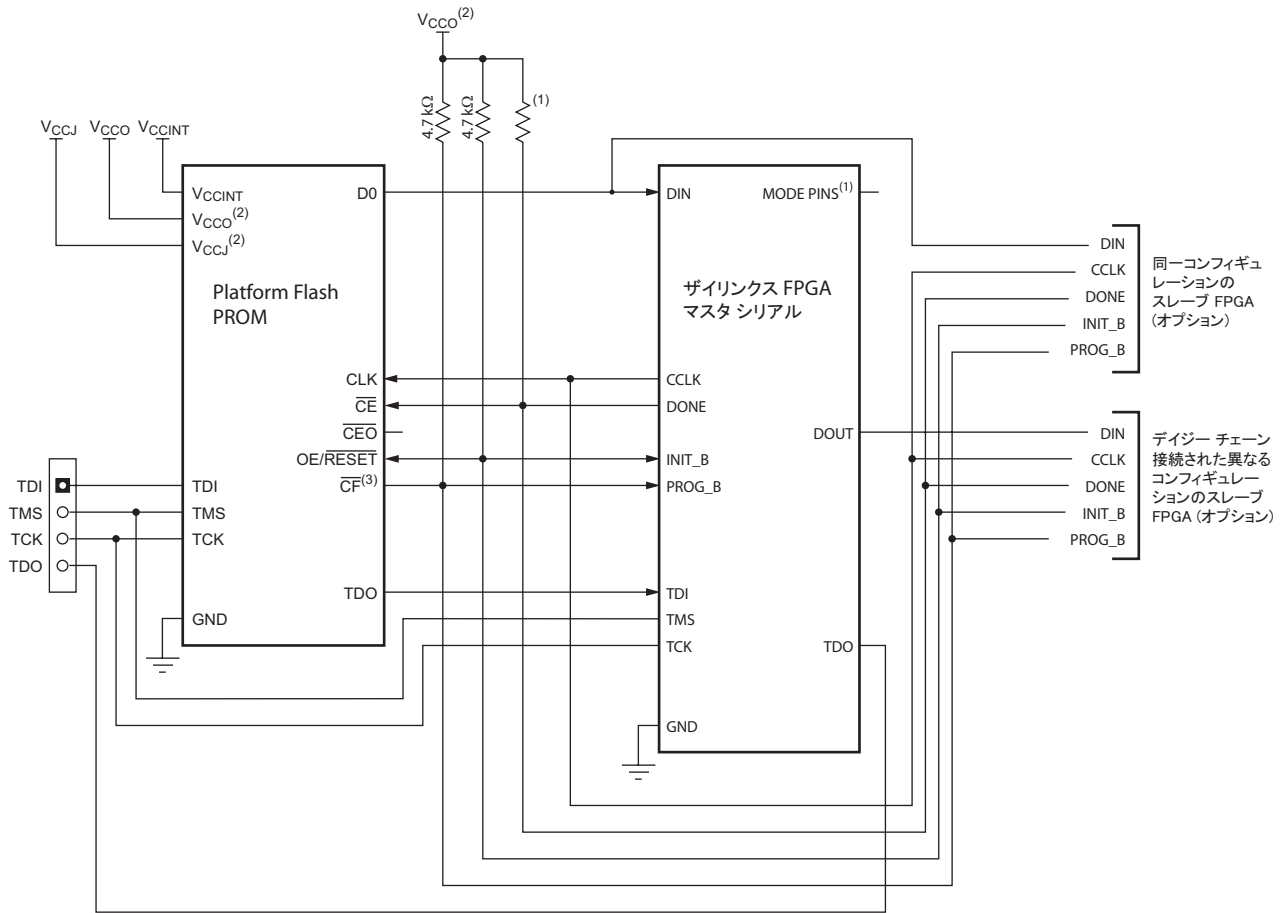 VCCO(2)
4.7 kΩ
4.7 kΩ
(1)
VCCJ VCCO VCCINT
VCCINT
VCCO(2)
VCCJ(2)
D0
Platform Flash
PROM
CLK
CE
CEO
OE/RESET
CF(3)
TDI
TMS
TCK
TDO
GND
TDI
TMS
TCK
TDO
DIN
MODE PINS(1)
ザイリンクス FPGA
マスタ シリアル
CCLK
DONE
DOUT
INIT_B
PROG_B
TDI
TMS
TCK
TDO
GND
DIN
CCLK
DONE
INIT_B
PROG_B
同一コンフィギュ
レーションの
スレーブ FPGA
(オプション)
DIN
CCLK
DONE
INIT_B
PROG_B
デイジー チェーン
接続された異なる
コンフィギュレー
ションのスレーブ
FPGA (オプション)